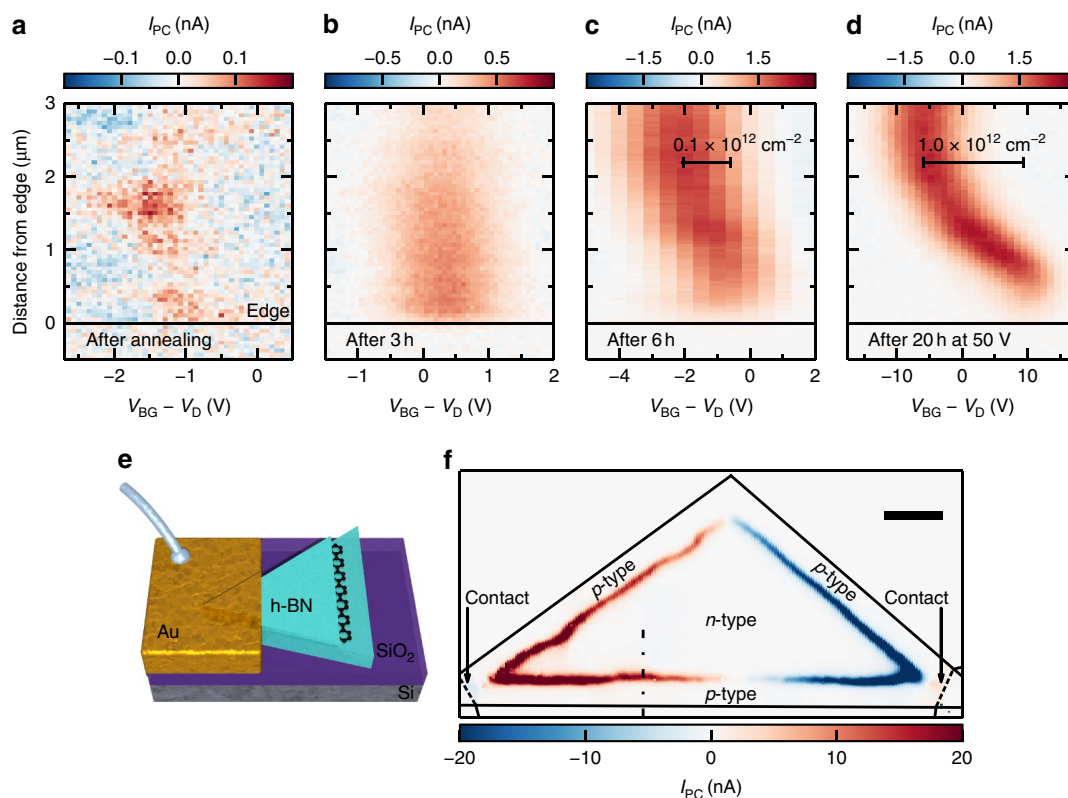 a
I_PC (nA)
−0.1 0.0 0.1
b
I_PC (nA)
−0.5 0.0 0.5
c
I_PC (nA)
−1.5 0.0 1.5
d
I_PC (nA)
−1.5 0.0 1.5
Distance from edge (μm)
3
2
1
0
Edge
After annealing
−2 −1 0
V_BG − V_D (V)
After 3 h
−1 0 1 2
V_BG − V_D (V)
0.1 × 10¹² cm⁻²
After 6 h
−4 −2 0 2
V_BG − V_D (V)
1.0 × 10¹² cm⁻²
After 20 h at 50 V
−10 0 10
V_BG − V_D (V)
e
Au
h-BN
SiO₂
Si
f
Contact
p-type
p-type
Contact
n-type
p-type
−20 −10 0 10 20
I_PC (nA)